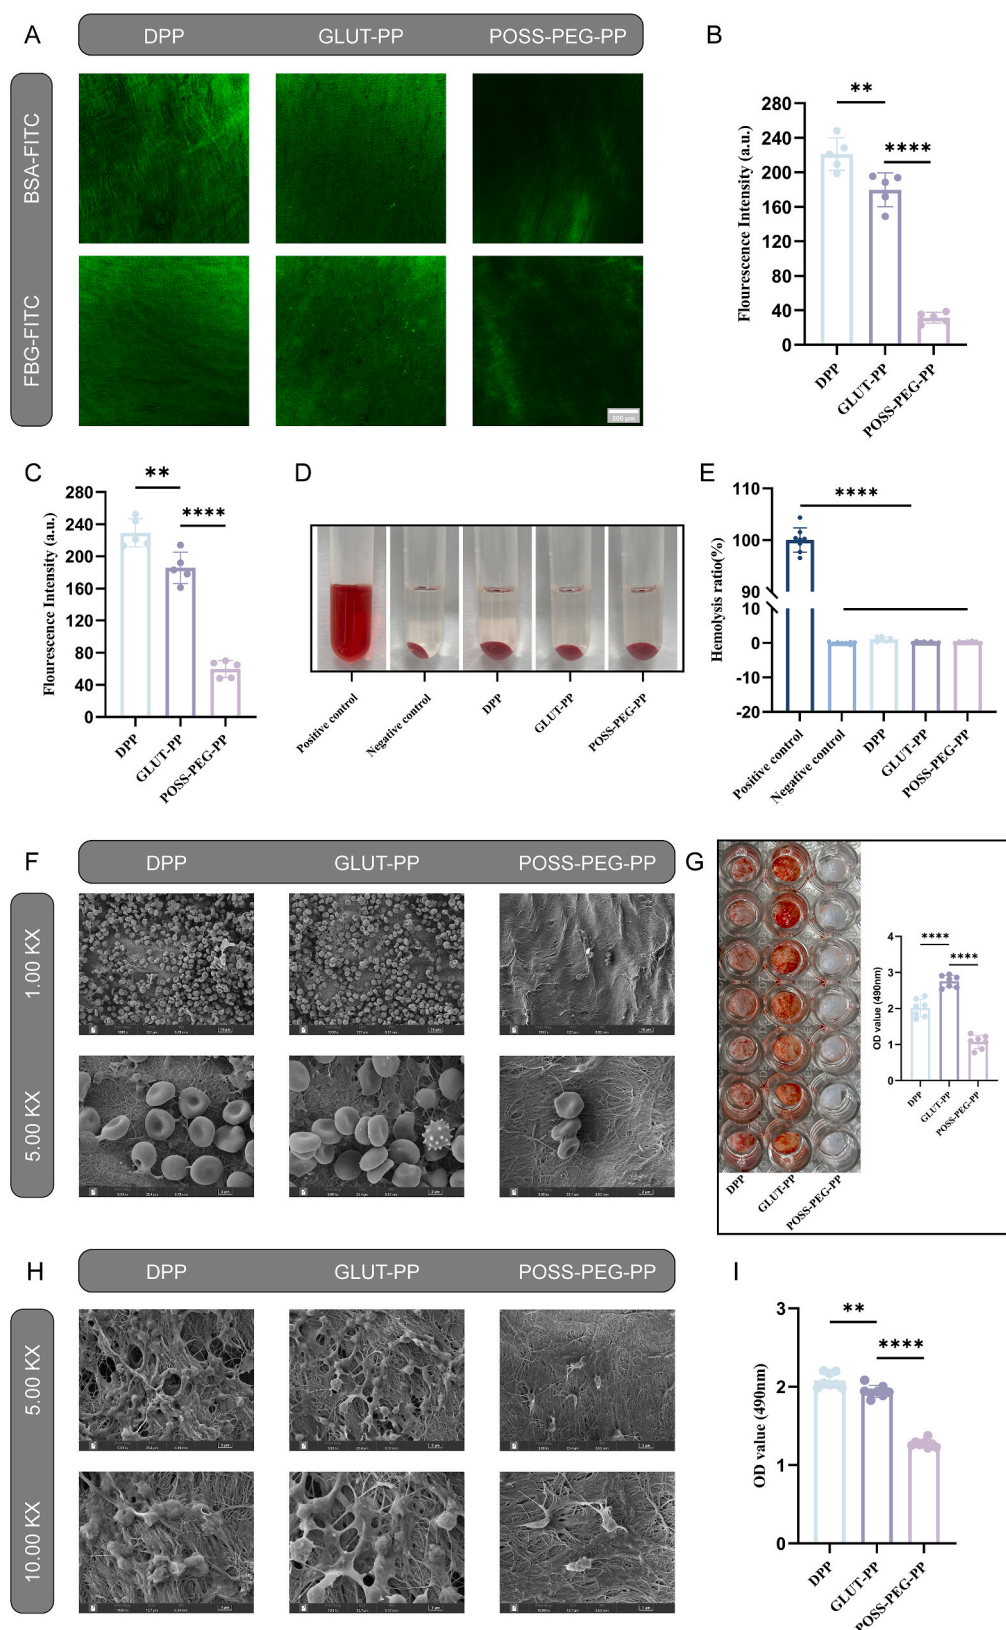 A
DPP GLUT-PP POSS-PEG-PP
BSA-FITC
FBG-FITC
200 μm
B
**
****
Flourescence Intensity (a.u.)
280
240
200
160
120
80
40
0
DPP
GLUT-PP
POSS-PEG-PP
C
**
****
Flourescence Intensity (a.u.)
280
240
200
160
120
80
40
0
DPP
GLUT-PP
POSS-PEG-PP
D
Positive control
Negative control
DPP
GLUT-PP
POSS-PEG-PP
E
****
Hemolysis ratio(%)
110
100
90
10
0
-10
-20
Positive control
Negative control
DPP
GLUT-PP
POSS-PEG-PP
F
DPP GLUT-PP POSS-PEG-PP
1.00 KX
5.00 KX
G
DPP
GLUT-PP
POSS-PEG-PP
****
****
OD value (490nm)
4
3
2
1
0
DPP
GLUT-PP
POSS-PEG-PP
H
DPP GLUT-PP POSS-PEG-PP
5.00 KX
10.00 KX
I
**
****
OD value (490nm)
3
2
1
0
DPP
GLUT-PP
POSS-PEG-PP